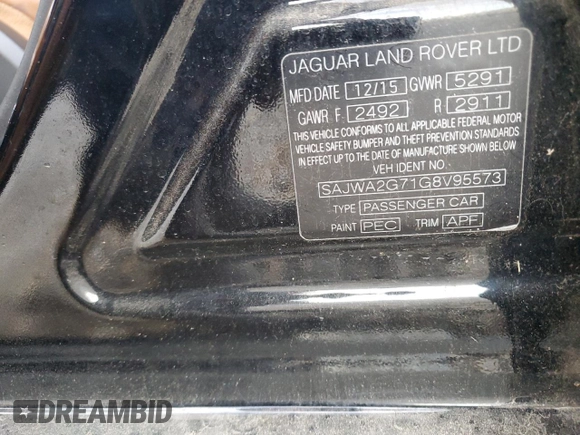 JAGUAR LAND ROVER LTD
MFD DATE 12/15 GVWR 5291
GAWR F 2492 R 2911
THIS VEHICLE CONFORMS TO ALL APPLICABLE FEDERAL MOTOR
VEHICLE SAFETY BUMPER AND THEFT PREVENTION STANDARDS
IN EFFECT UP TO THE DATE OF MANUFACTURE SHOWN BELOW
VEH IDENT NO.
SAJWA2G71G8V95573
TYPE PASSENGER CAR
PAINT PEC TRIM APF
DREAMBID